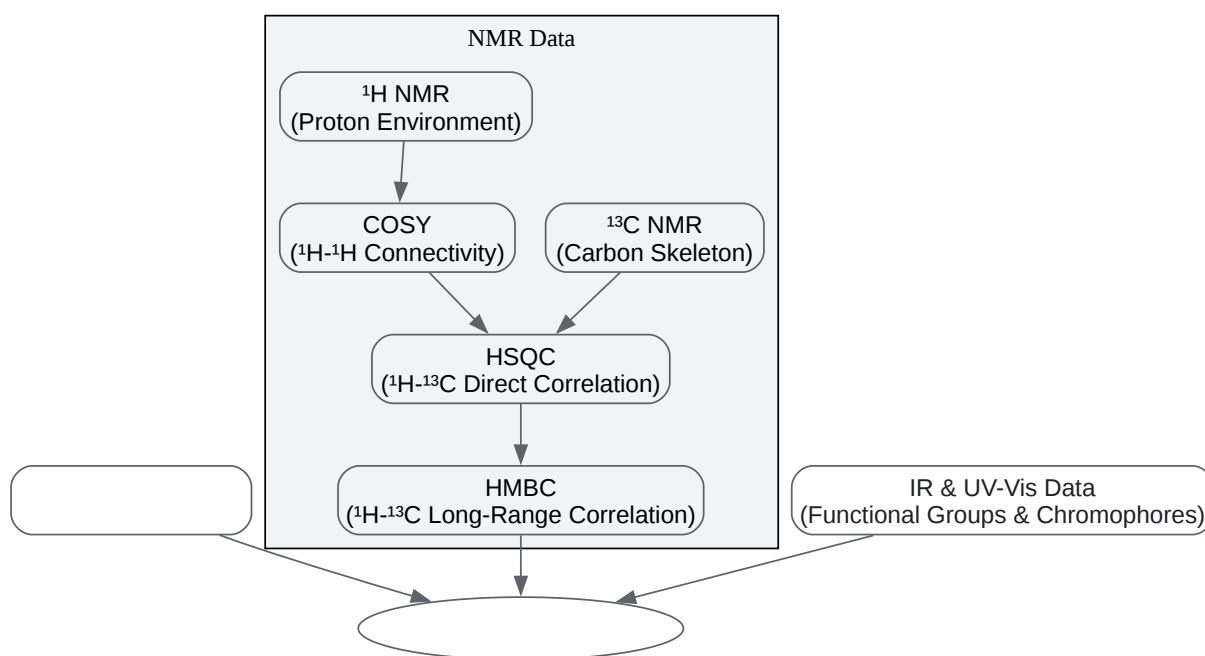 NMR Data
¹H NMR
(Proton Environment)
COSY
(¹H-¹H Connectivity)
¹³C NMR
(Carbon Skeleton)
HSQC
(¹H-¹³C Direct Correlation)
HMBC
(¹H-¹³C Long-Range Correlation)
IR & UV-Vis Data
(Functional Groups & Chromophores)